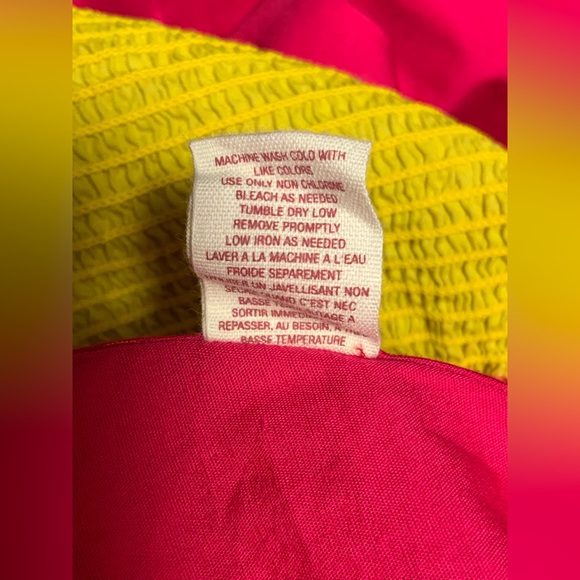 MACHINE WASH COLD WITH
LIKE COLORS,
USE ONLY NON CHLORINE
BLEACH AS NEEDED
TUMBLE DRY LOW
REMOVE PROMPTLY
LOW IRON AS NEEDED
LAVER A LA MACHINE A L'EAU
FROIDE SEPAREMENT
UN JAVELLISANT NON
C'EST NEC
BASSE
SORTIR
REPASSER, AU BESOIN, A
BASSE TEMPERATURE